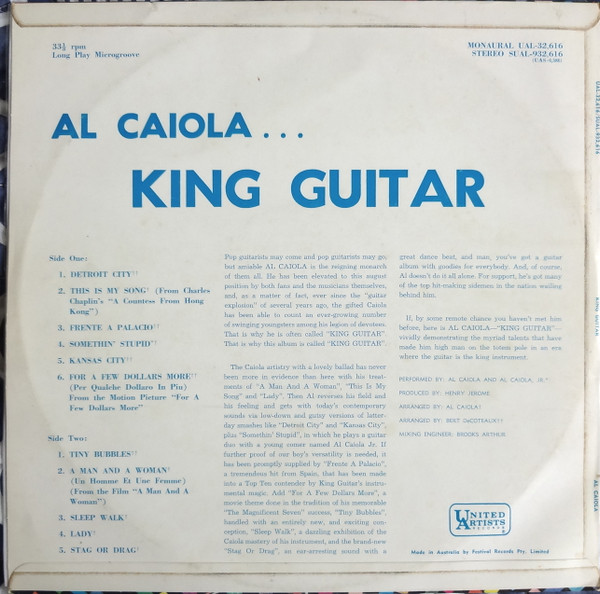 33⅓ rpm
Long Play Microgroove
MONAURAL UAL-32,616
STEREO SUAL-932,616
AL CAIOLA...
KING GUITAR
Side One:
1. DETROIT CITY††
2. THIS IS MY SONG† (From Charles
Chaplin's "A Countess From Hong
Kong")
3. FRENTE A PALACIO††
4. SOMETHIN' STUPID††
5. KANSAS CITY††
6. FOR A FEW DOLLARS MORE††
(Per Qualche Dollaro In Piu)
From the Motion Picture "For A
Few Dollars More"
Side Two:
1. TINY BUBBLES††
2. A MAN AND A WOMAN†
(Un Homme Et Une Femme)
(From the Film "A Man And A
Woman")
3. SLEEP WALK†
4. LADY†
5. STAG OR DRAG†
Pop guitarists may come and pop guitarists may go,
but amiable AL CAIOLA is the reigning monarch
of them all. He has been elevated to this august
position by both fans and the musicians themselves,
and, as a matter of fact, ever since the "guitar
explosion" of several years ago, the gifted Caiola
has been able to count an ever-growing number
of swinging youngsters among his legion of devotees.
That is why he is often called "KING GUITAR".
That is why this album is called "KING GUITAR".
The Caiola artistry with a lovely ballad has never
been more in evidence than here with his treat-
ments of "A Man And A Woman", "This Is My
Song" and "Lady". Then Al reverses his field and
his feeling and gets with today's contemporary
sounds via low-down and guisy versions of latter-
day smashes like "Detroit City" and "Kansas City",
plus "Somethin' Stupid", in which he plays a guitar
duo with a young comer named Al Caiola Jr. If
further proof of our boy's versatility is needed, it
has been promptly supplied by "Frente A Palacio",
a tremendous hit from Spain, that has been made
into a Top Ten contender by King Guitar's instru-
mental magic. Add "For A Few Dollars More", a
movie theme done in the tradition of his memorable
"The Magnificent Seven" success, "Tiny Bubbles",
handled with an entirely new, and exciting con-
ception, "Sleep Walk", a dazzling exhibition of the
Caiola mastery of his instrument, and the brand-new
"Stag Or Drag", an ear-arresting sound with a
great dance beat, and man, you've got a guitar
album with goodies for everybody. And, of course,
Al doesn't do it all alone. For support, he's got many
of the top hit-making sidemen in the nation wailing
behind him.
If, by some remote chance you haven't met him
before, here is AL CAIOLA—"KING GUITAR"—
vividly demonstrating the myriad talents that have
made him high man on the totem pole in an era
where the guitar is the king instrument.
PERFORMED BY: AL CAIOLA AND AL CAIOLA, JR.
PRODUCED BY: HENRY JEROME
ARRANGED BY: AL CAIOLA†
ARRANGED BY: BERT DeCOTEAUX††
MIXING ENGINEER: BROOKS ARTHUR
UNITED
ARTISTS
RECORDS
Made in Australia by Festival Records Pty. Limited
KING GUITAR
AL CAIOLA